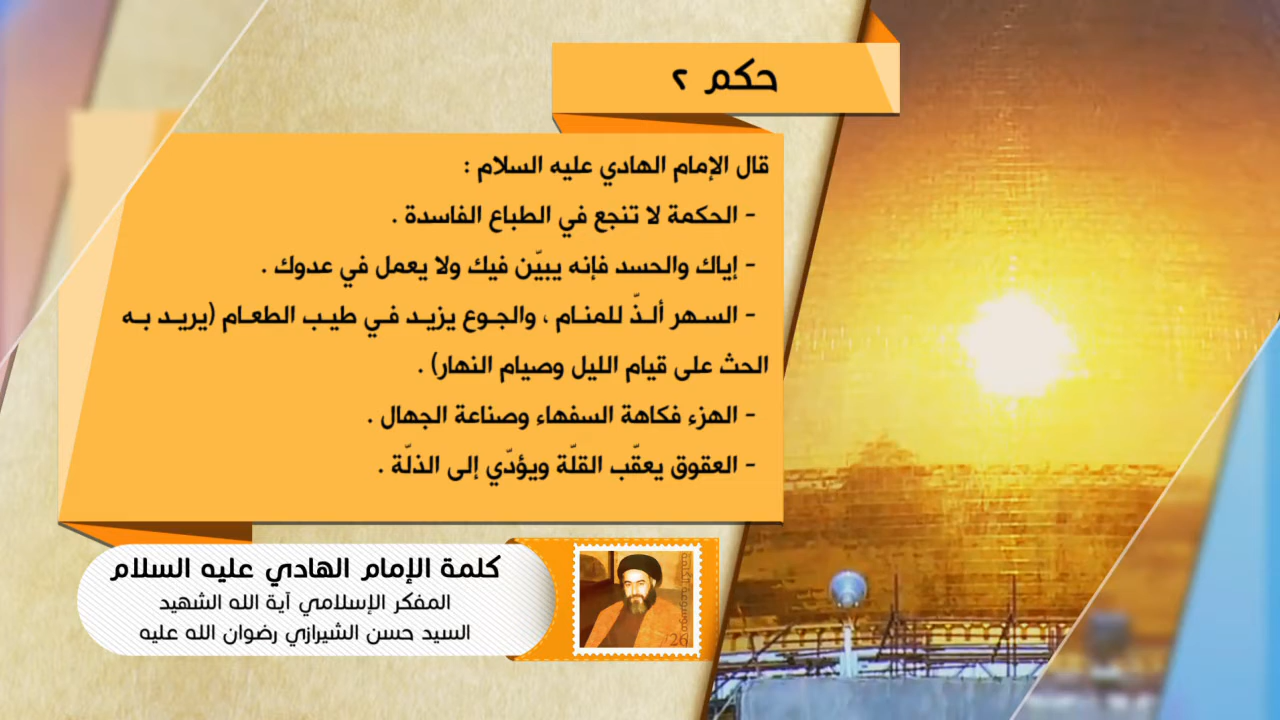 حكم ٢
قال الإمام الهادي عليه السلام :
- الحكمة لا تنجع في الطباع الفاسدة .
- إياك والحسد فإنه يبيّن فيك ولا يعمل في عدوك .
- السهر ألذّ للمنام ، والجوع يزيد في طيب الطعام (يريد به
الحث على قيام الليل وصيام النهار) .
- الهزء فكاهة السفهاء وصناعة الجهال .
- العقوق يعقّب القلّة ويؤدّي إلى الذلّة .
كلمة الإمام الهادي عليه السلام
المفكر الإسلامي آية الله الشهيد
السيد حسن الشيرازي رضوان الله عليه
26